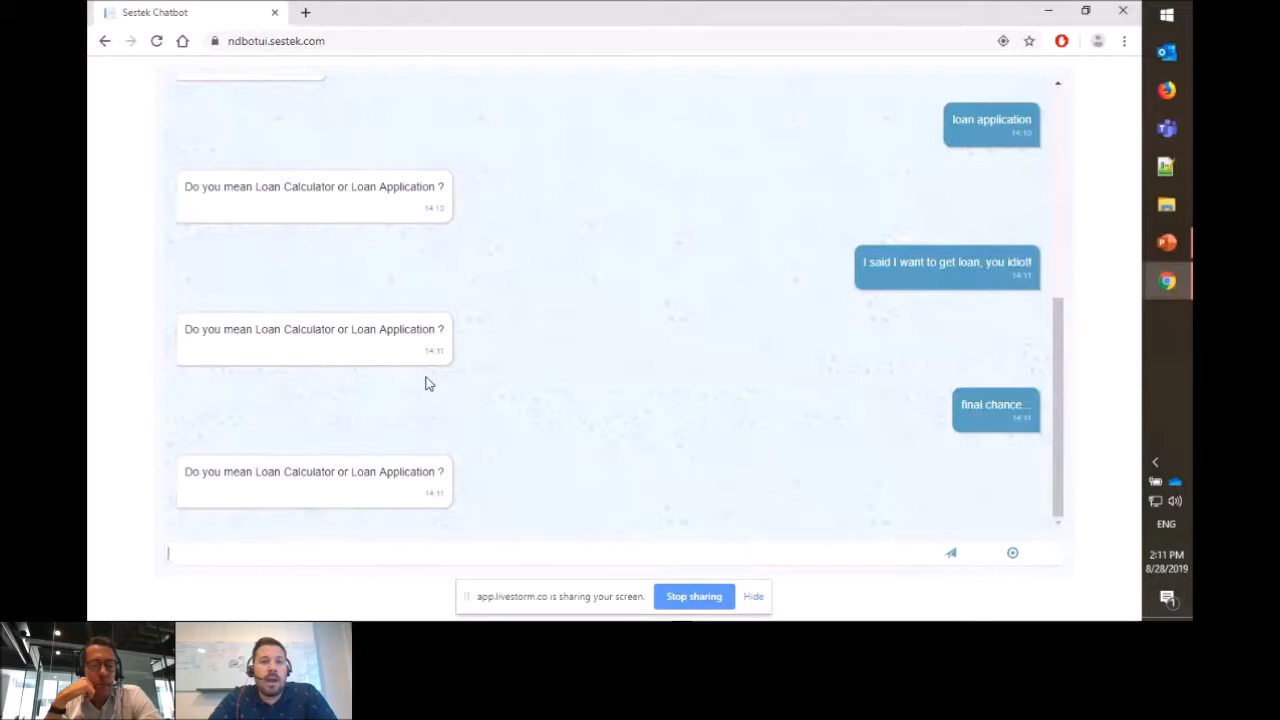 Sestek Chatbot
ndbotui.sestek.com
loan application
14:10
Do you mean Loan Calculator or Loan Application ?
14:10
I said I want to get loan, you idiot!
14:11
Do you mean Loan Calculator or Loan Application ?
14:11
final chance...
14:11
Do you mean Loan Calculator or Loan Application ?
14:11
ENG
2:11 PM
8/28/2019
1
app.livestorm.co is sharing your screen.
Stop sharing
Hide